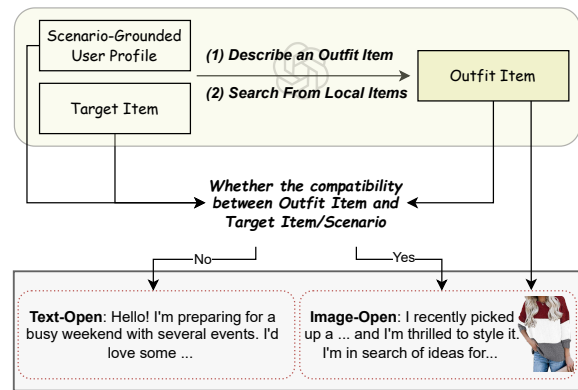 Scenario-Grounded
User Profile
(1) Describe an Outfit Item
Outfit Item
Target Item
(2) Search From Local Items
Whether the compatibility
between Outfit Item and
Target Item/Scenario
No
Yes
Text-Open: Hello! I'm preparing for a
busy weekend with several events. I'd
love some ...
Image-Open: I recently picked
up a ... and I'm thrilled to style it.
I'm in search of ideas for...